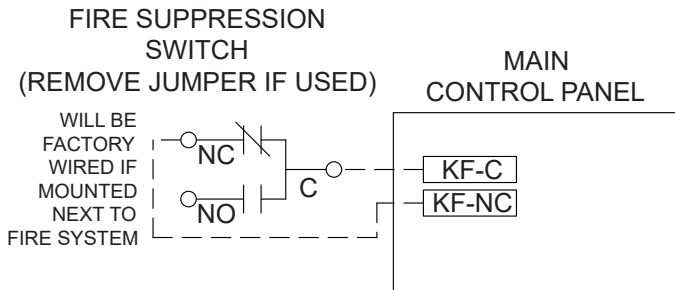 FIRE SUPPRESSION
SWITCH
(REMOVE JUMPER IF USED)
MAIN
CONTROL PANEL
WILL BE
FACTORY
WIRED IF
MOUNTED
NEXT TO
FIRE SYSTEM
NC
NO
C
KF-C
KF-NC